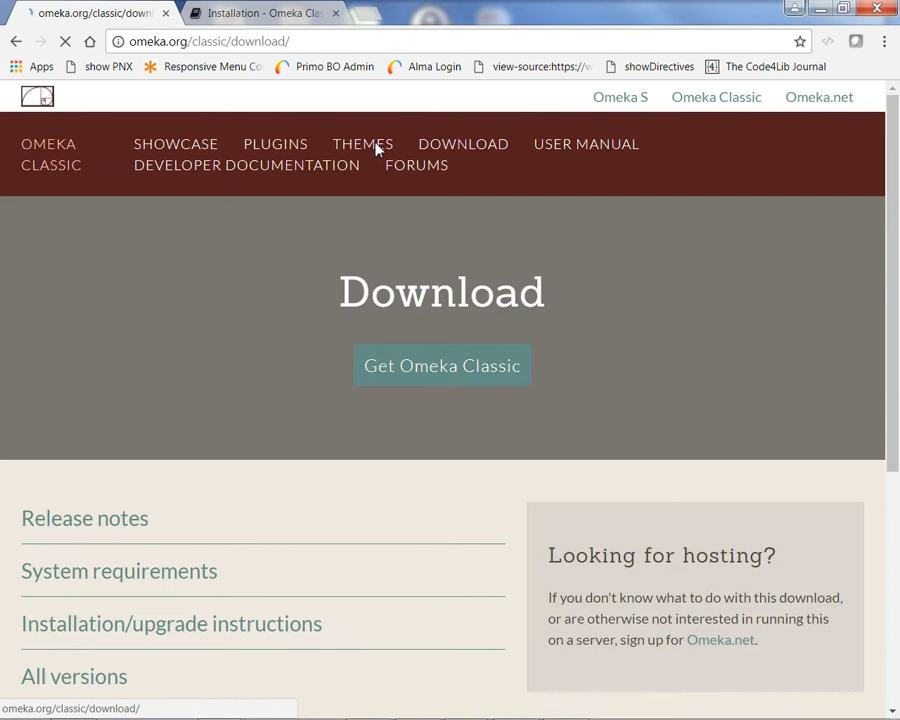 omeka.org/classic/downl
Installation - Omeka Clas
omeka.org/classic/download/
Apps show PNX Responsive Menu Co Primo BO Admin Alma Login view-source:https://w showDirectives [4] The Code4Lib Journal
Omeka S Omeka Classic Omeka.net
OMEKA CLASSIC
SHOWCASE PLUGINS THEMES DOWNLOAD USER MANUAL
DEVELOPER DOCUMENTATION FORUMS
Download
Get Omeka Classic
Release notes
System requirements
Installation/upgrade instructions
All versions
Looking for hosting?
If you don't know what to do with this download,
or are otherwise not interested in running this
on a server, sign up for Omeka.net.
omeka.org/classic/download/